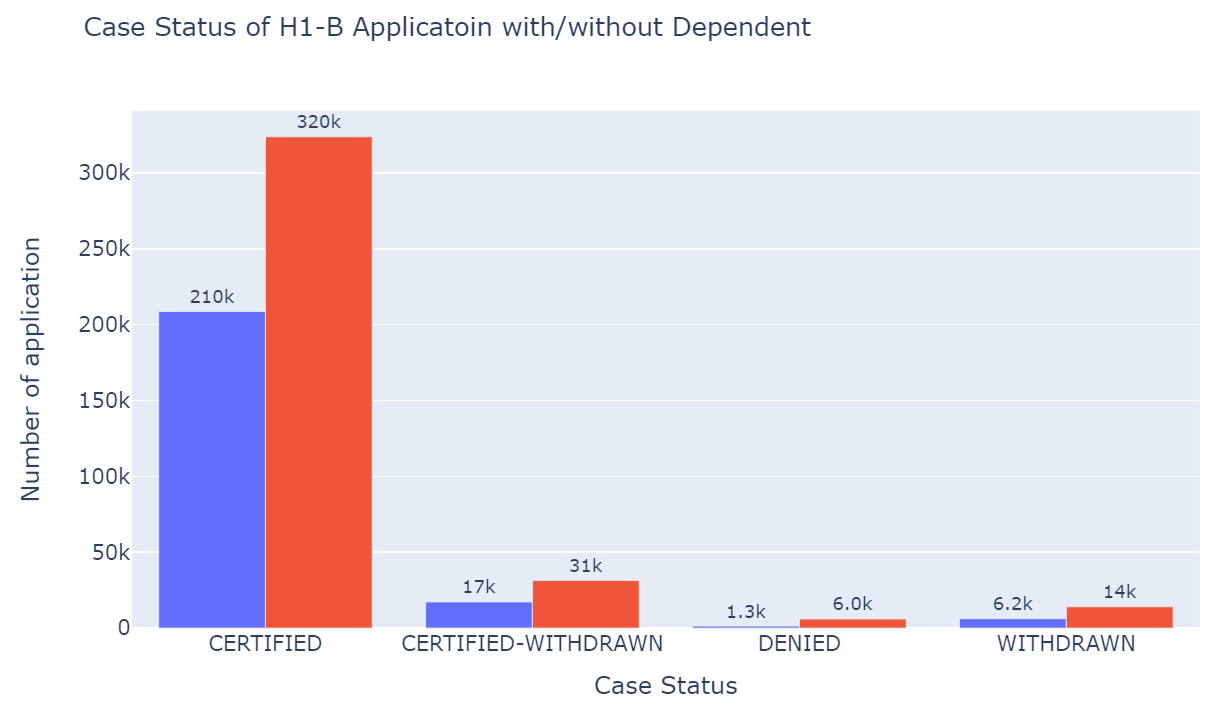 Case Status of H1-B Applicatoin with/without Dependent
320k
300k
250k
210k
200k
Number of application
150k
100k
50k
31k
17k
1.3k
6.0k
6.2k
14k
0
CERTIFIED
CERTIFIED-WITHDRAWN
DENIED
WITHDRAWN
Case Status